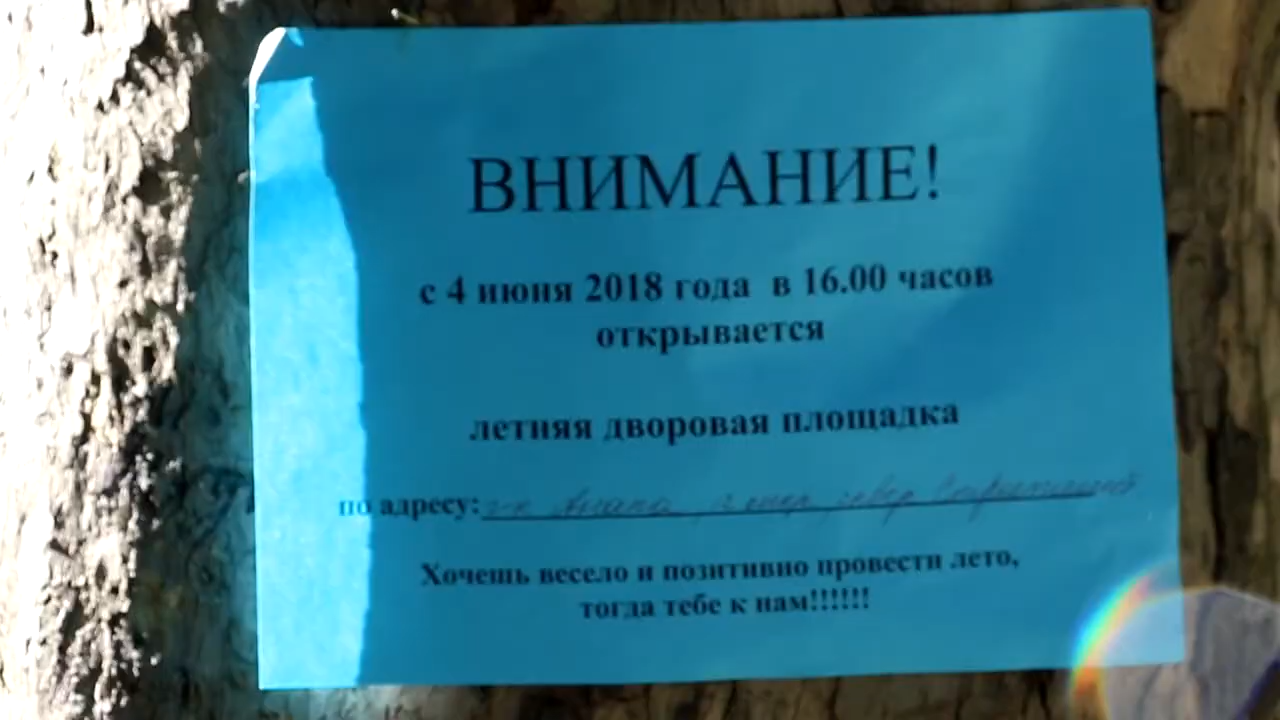 ВНИМАНИЕ!
с 4 июня 2018 года в 16.00 часов
открывается
летняя дворовая площадка
по адресу: г-к Анапа
Хочешь весело и позитивно провести лето,
тогда тебе к нам!!!!!!